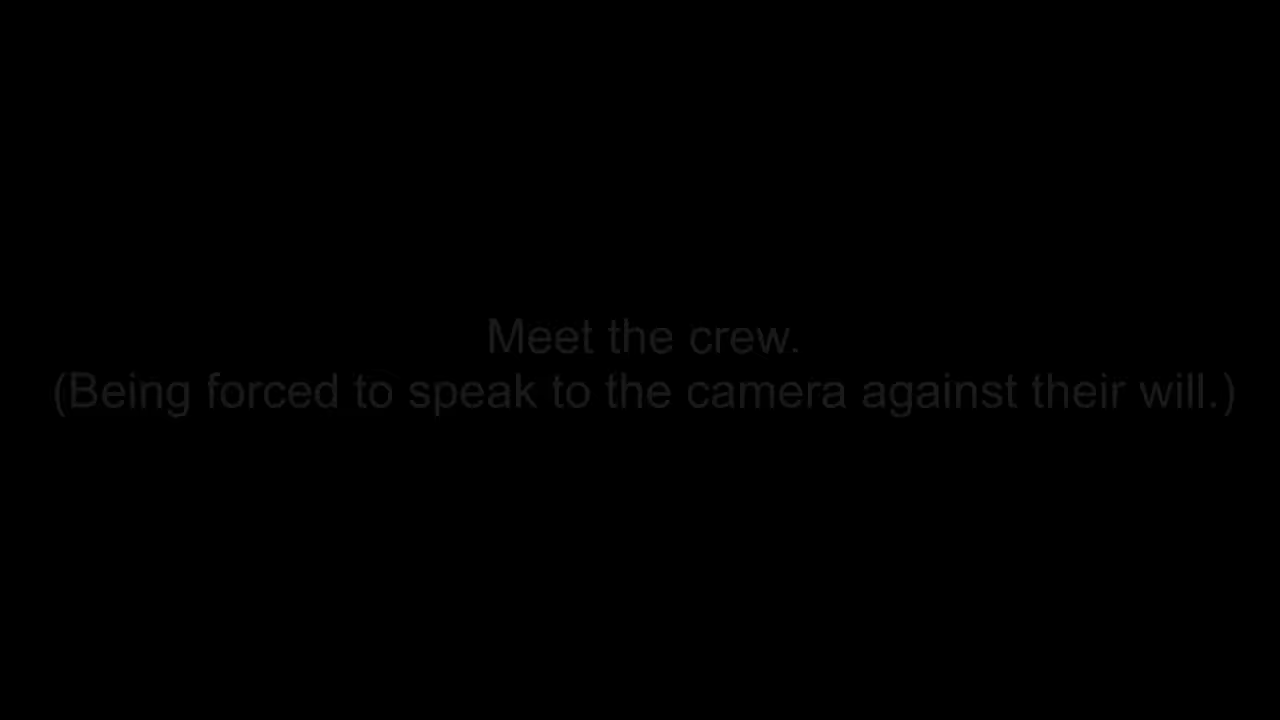 Meet the crew.
(Being forced to speak to the camera against their will.)